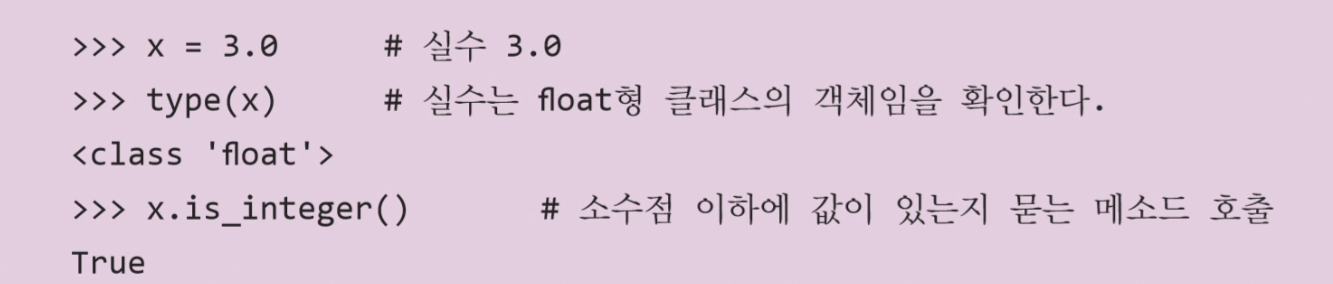 >>> x = 3.0      # 실수 3.0
>>> type(x)      # 실수는 float형 클래스의 객체임을 확인한다.
<class 'float'>
>>> x.is_integer()       # 소수점 이하에 값이 있는지 묻는 메소드 호출
True